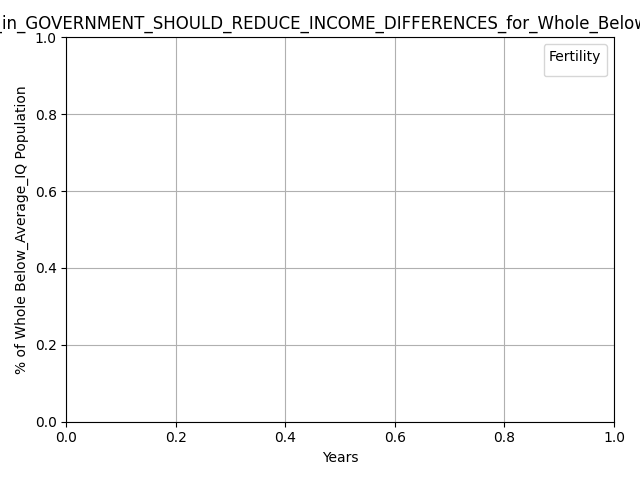 _in_GOVERNMENT_SHOULD_REDUCE_INCOME_DIFFERENCES_for_Whole_Below
Fertility
1.0
0.8
0.6
0.4
0.2
0.0
% of Whole Below_Average_IQ Population
0.0 0.2 0.4 0.6 0.8 1.0
Years